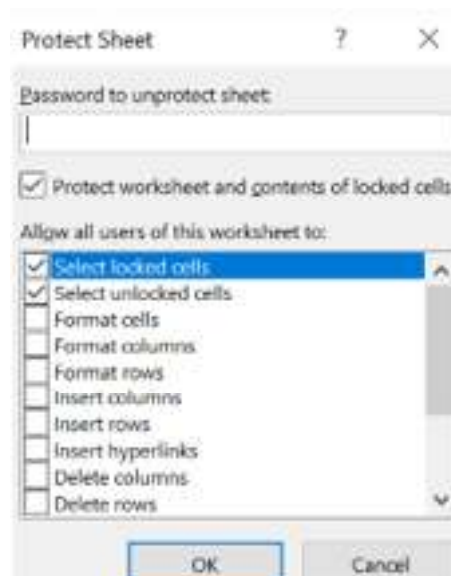 Protect Sheet ? ×
Password to unprotect sheet:
Protect worksheet and contents of locked cells
Allow all users of this worksheet to:
Select locked cells
Select unlocked cells
Format cells
Format columns
Format rows
Insert columns
Insert rows
Insert hyperlinks
Delete columns
Delete rows
OK Cancel